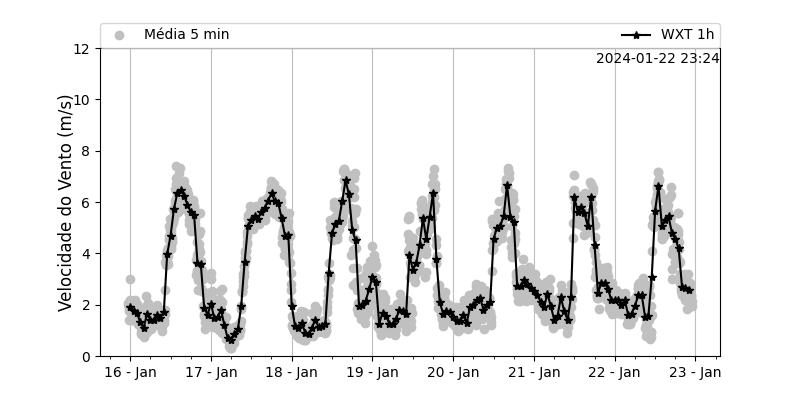 Média 5 min
WXT 1h
2024-01-22 23:24
Velocidade do Vento (m/s)
12
10
8
6
4
2
0
16 - Jan 17 - Jan 18 - Jan 19 - Jan 20 - Jan 21 - Jan 22 - Jan 23 - Jan